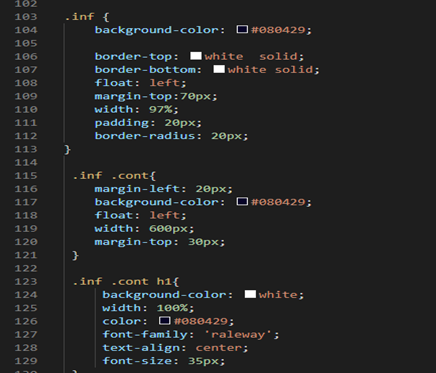 102
103 .inf {
104 background-color: #080429;
105
106 border-top: white  solid;
107 border-bottom: white solid;
108 float: left;
109 margin-top:70px;
110 width: 97%;
111 padding: 20px;
112 border-radius: 20px;
113 }
114
115 .inf .cont{
116 margin-left: 20px;
117 background-color: #080429;
118 float: left;
119 width: 600px;
120 margin-top: 30px;
121 }
122
123 .inf .cont h1{
124 background-color: white;
125 width: 100%;
126 color: #080429;
127 font-family: 'raleway';
128 text-align: center;
129 font-size: 35px;